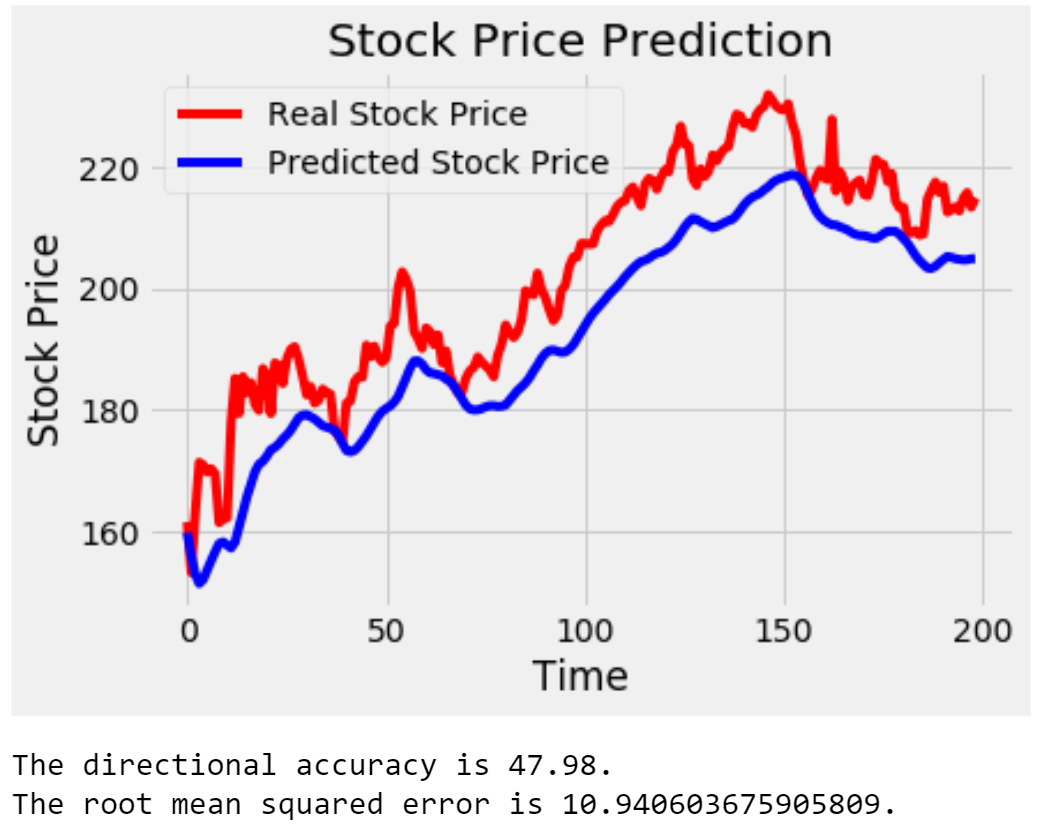 Stock Price Prediction
Real Stock Price
Predicted Stock Price
Stock Price
220
200
180
160
0 50 100 150 200
Time
The directional accuracy is 47.98.
The root mean squared error is 10.940603675905809.